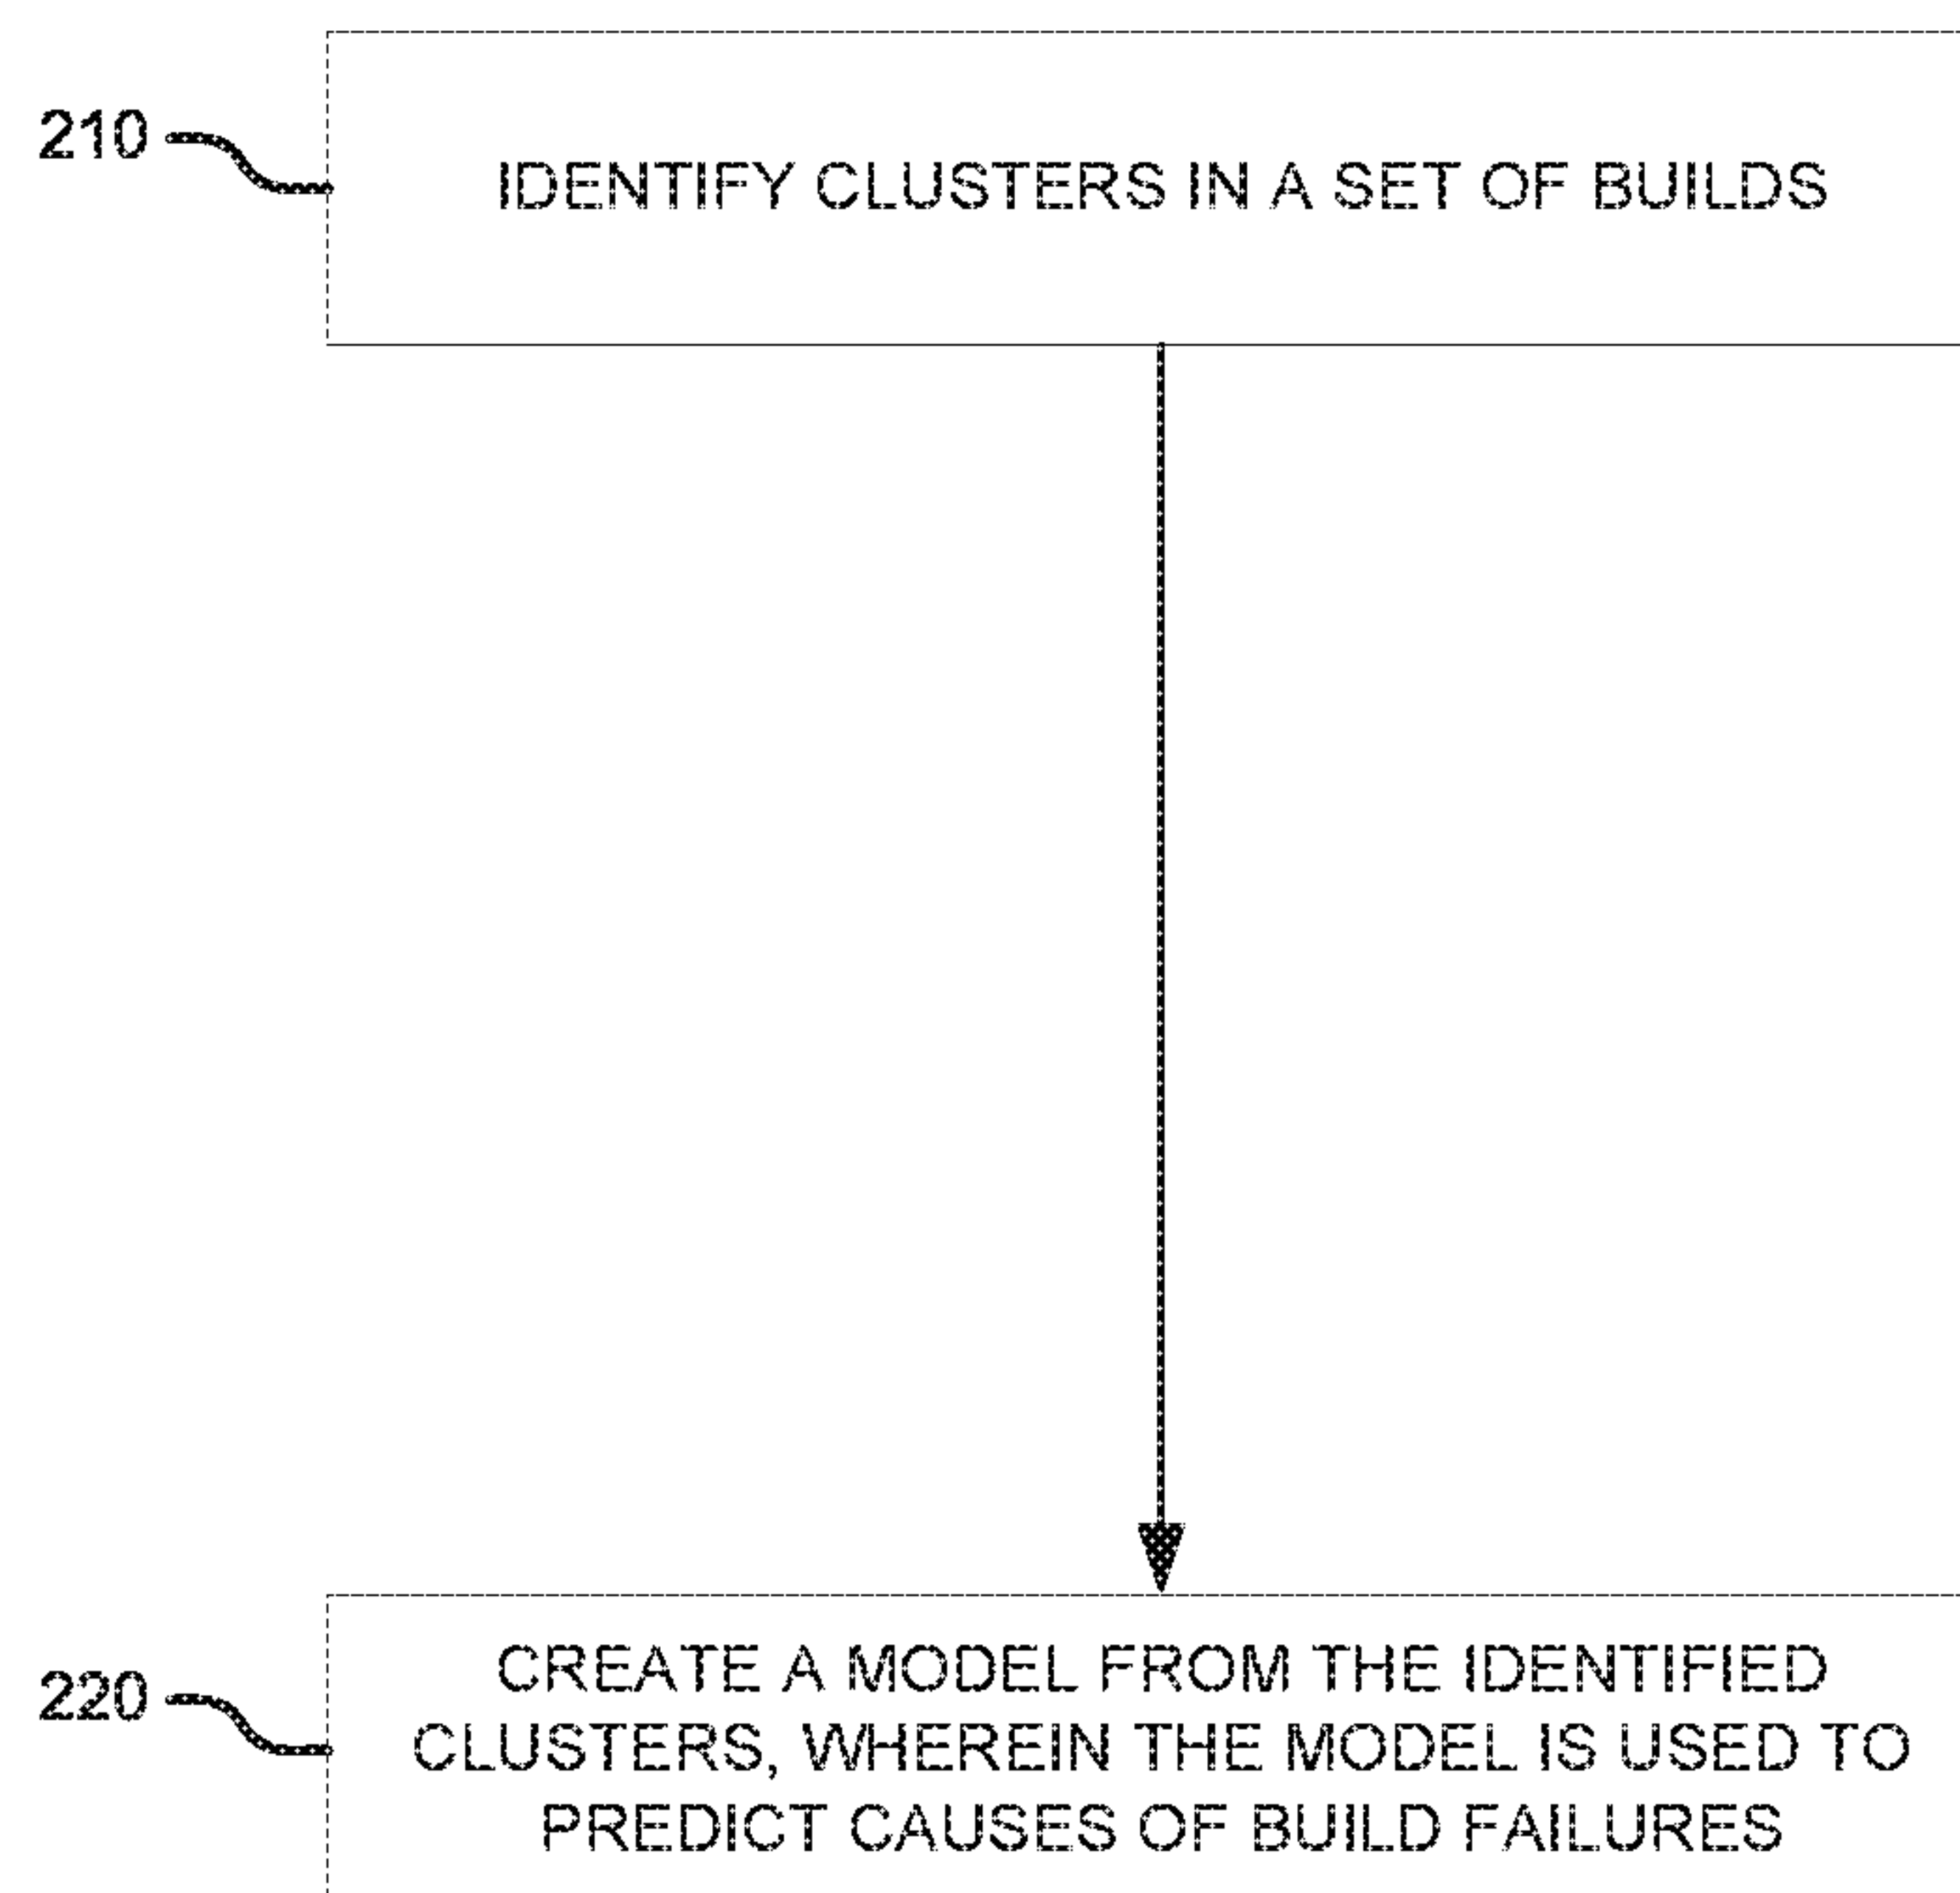 210
IDENTIFY CLUSTERS IN A SET OF BUILDS
220
CREATE A MODEL FROM THE IDENTIFIED
CLUSTERS, WHEREIN THE MODEL IS USED TO
PREDICT CAUSES OF BUILD FAILURES